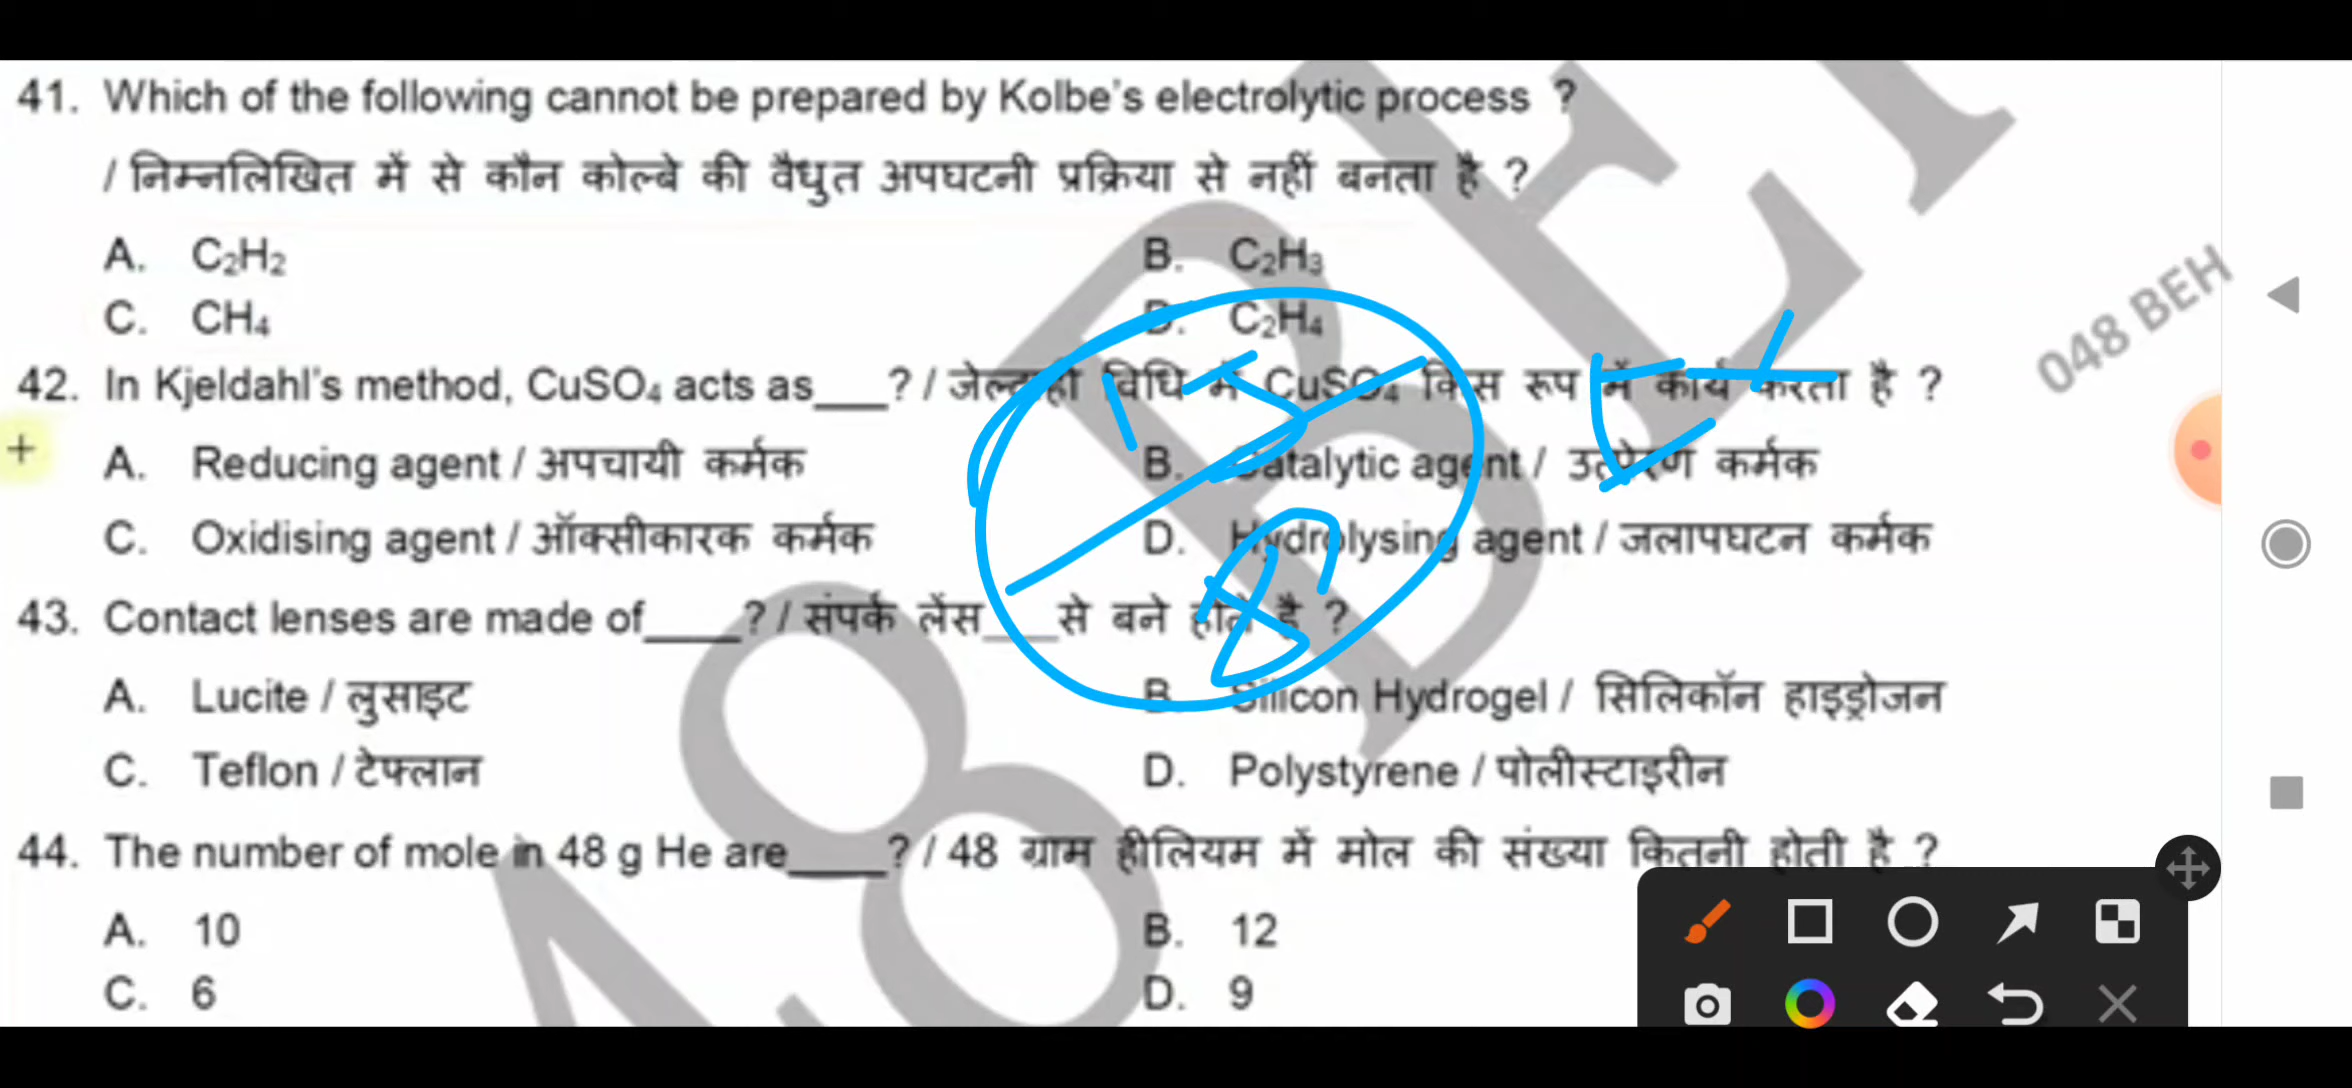 41. Which of the following cannot be prepared by Kolbe's electrolytic process ?
/ निम्नलिखित में से कौन कोल्बे की वैधुत अपघटनी प्रक्रिया से नहीं बनता है ?
A. C₂H₂ B. C₂H₃
C. CH₄ D. C₂H₄
42. In Kjeldahl's method, CuSO₄ acts as___? / विधि में CuSO₄ किस रूप में कार्य करता है ?
+
A. Reducing agent / अपचायी कर्मक B. Catalytic agent / उत्प्रेरण कर्मक
C. Oxidising agent / ऑक्सीकारक कर्मक D. Hydrolysing agent / जलापघटन कर्मक
43. Contact lenses are made of____? / संपर्क लेंस___से बने होते है ?
A. Lucite / लुसाइट B. Silicon Hydrogel / सिलिकॉन हाइड्रोजन
C. Teflon / टेफ्लान D. Polystyrene / पोलीस्टाइरीन
44. The number of mole in 48 g He are____? / 48 ग्राम हीलियम में मोल की संख्या कितनी होती है ?
A. 10 B. 12
C. 6 D. 9
048 BEH